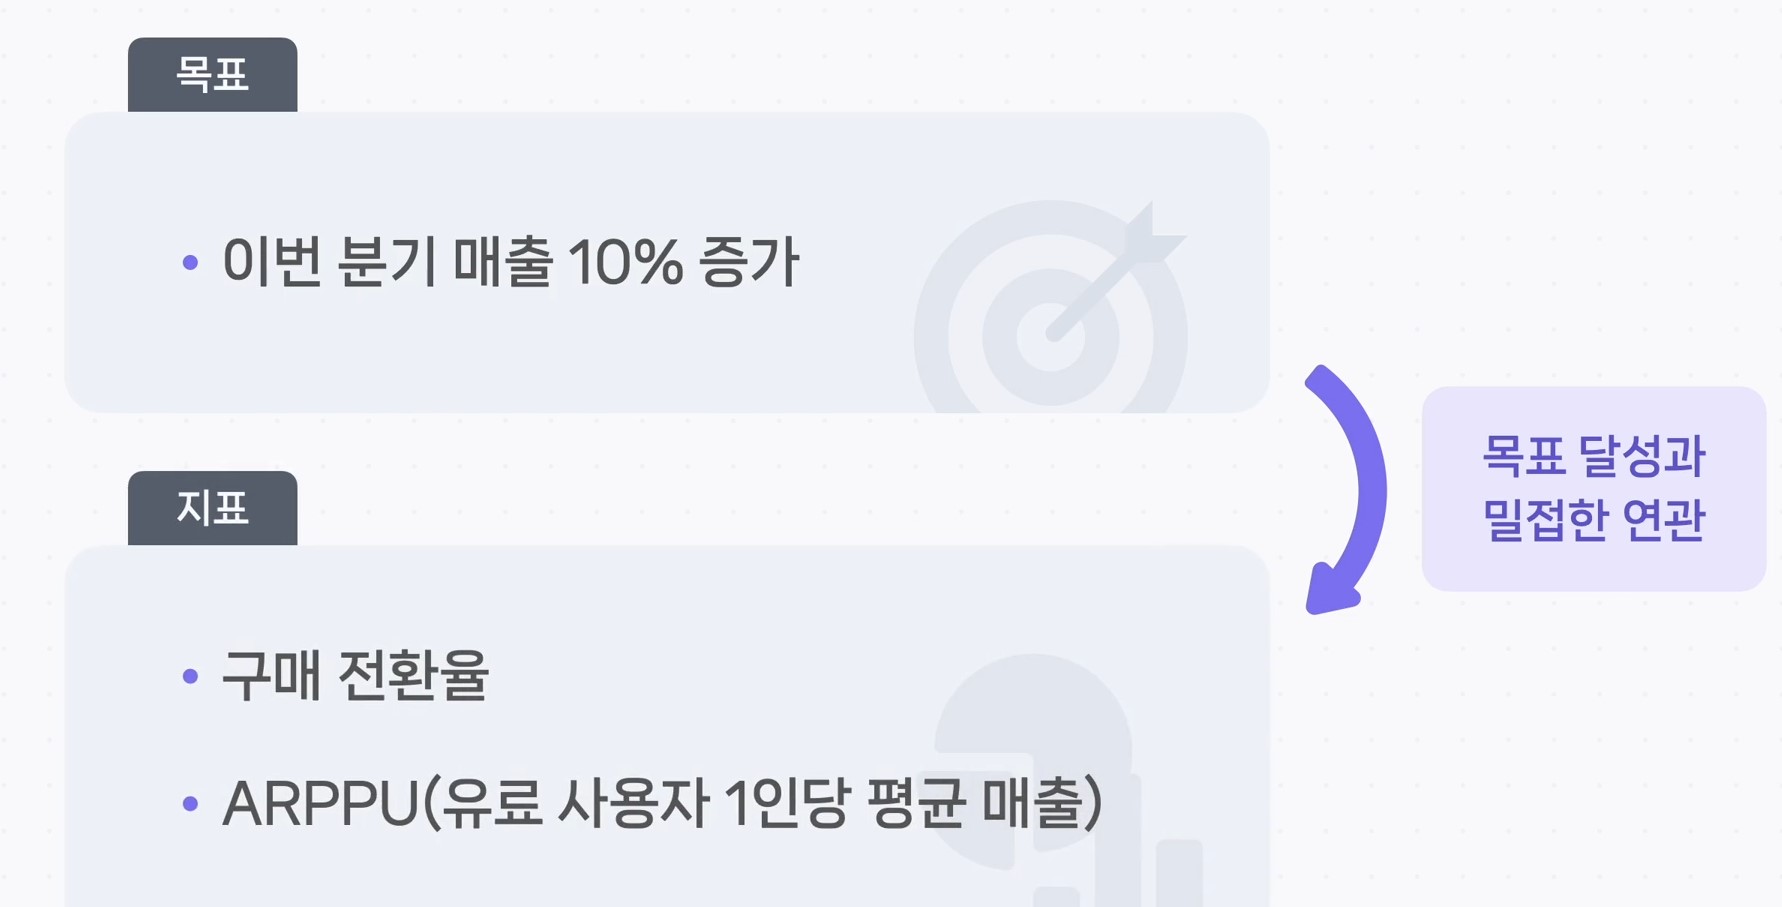 목표
• 이번 분기 매출 10% 증가
목표 달성과
밀접한 연관
지표
• 구매 전환율
• ARPPU(유료 사용자 1인당 평균 매출)